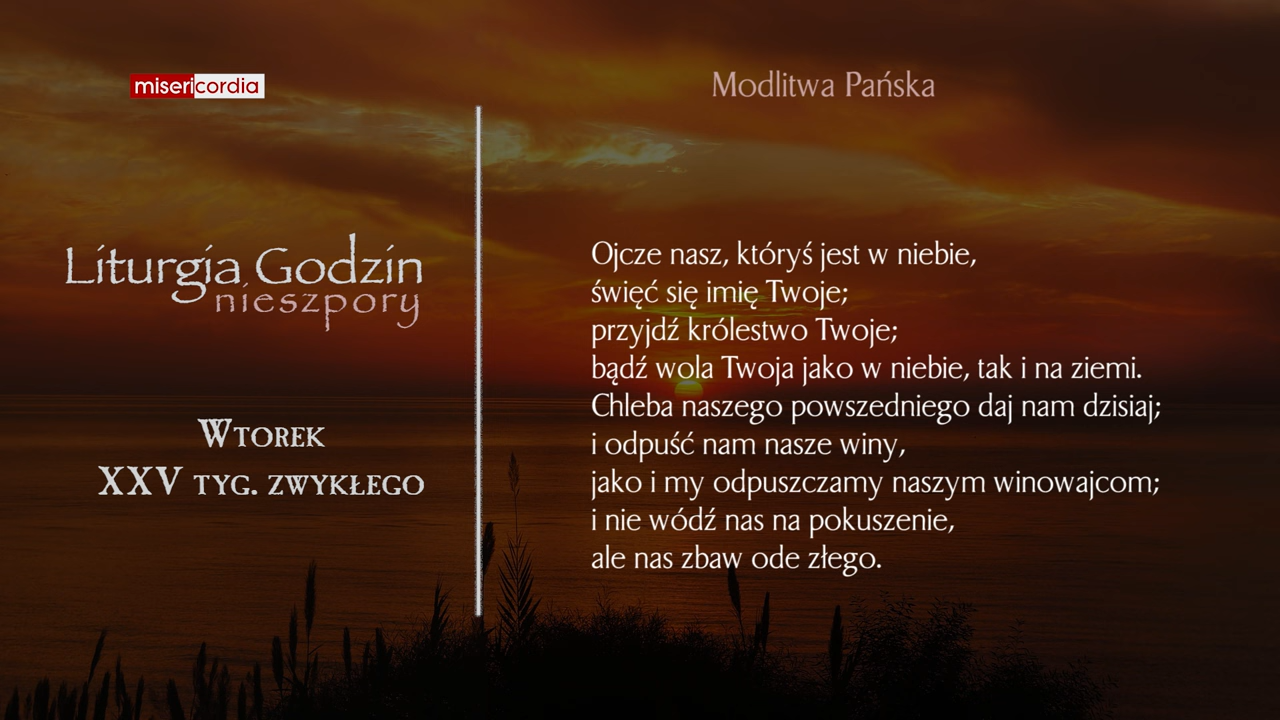 misericordia
Liturgia Godzin
nieszpory
Wtorek
XXV tyg. zwykłego
Modlitwa Pańska
Ojcze nasz, któryś jest w niebie,
święć się imię Twoje;
przyjdź królestwo Twoje;
bądź wola Twoja jako w niebie, tak i na ziemi.
Chleba naszego powszedniego daj nam dzisiaj;
i odpuść nam nasze winy,
jako i my odpuszczamy naszym winowajcom;
i nie wódź nas na pokuszenie,
ale nas zbaw ode złego.